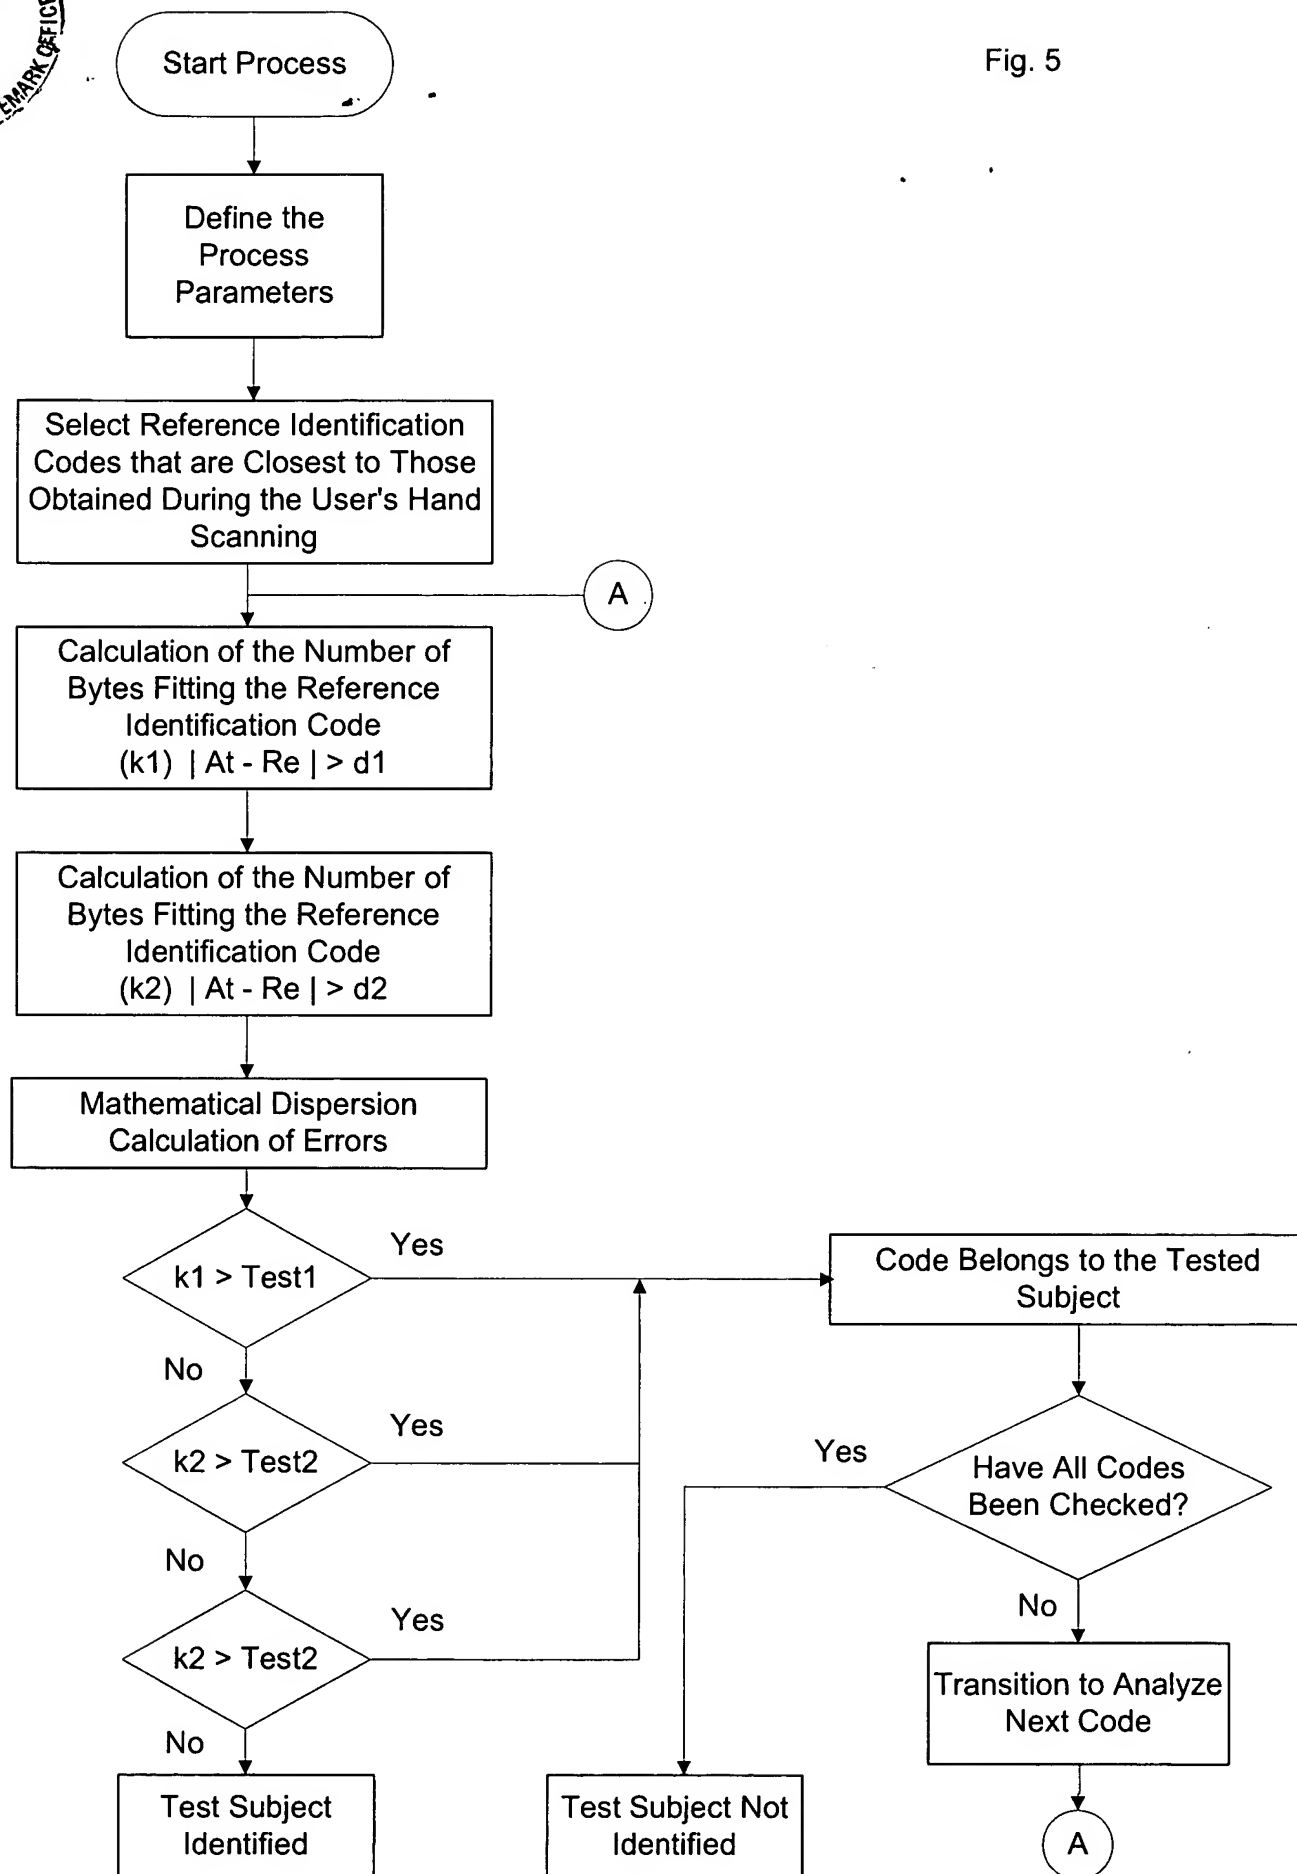 EMARK OFFIC
Start Process
Fig. 5
Define the
Process
Parameters
Select Reference Identification
Codes that are Closest to Those
Obtained During the User's Hand
Scanning
A
Calculation of the Number of
Bytes Fitting the Reference
Identification Code
(k1) | At - Re | > d1
Calculation of the Number of
Bytes Fitting the Reference
Identification Code
(k2) | At - Re | > d2
Mathematical Dispersion
Calculation of Errors
k1 > Test1
Yes
Code Belongs to the Tested
Subject
No
k2 > Test2
Yes
Yes
Have All Codes
Been Checked?
No
k2 > Test2
Yes
No
Transition to Analyze
Next Code
No
Test Subject
Identified
Test Subject Not
Identified
A